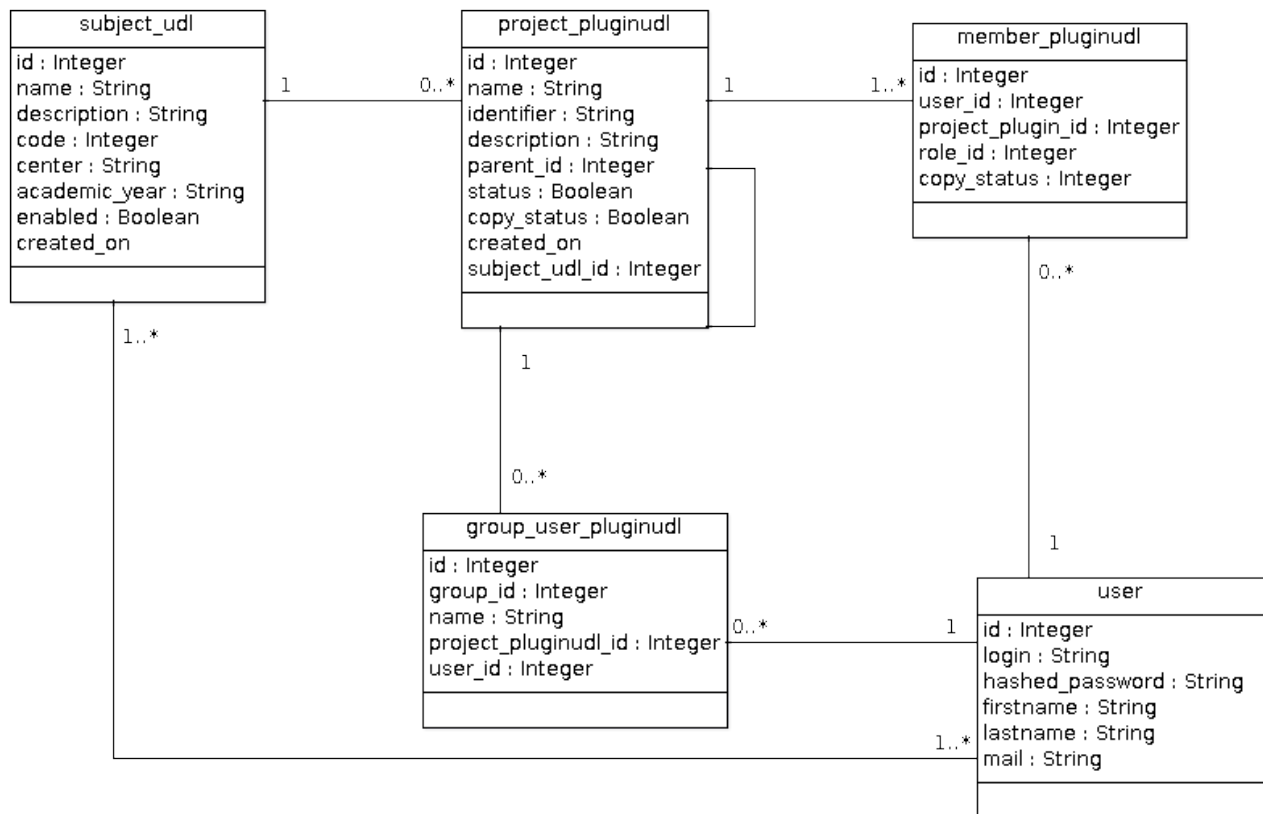 subject_udl
id : Integer
name : String
description : String
code : Integer
center : String
academic_year : String
enabled : Boolean
created_on
1
0..*
project_pluginudl
id : Integer
name : String
identifier : String
description : String
parent_id : Integer
status : Boolean
copy_status : Boolean
created_on
subject_udl_id : Integer
1
1..*
member_pluginudl
id : Integer
user_id : Integer
project_plugin_id : Integer
role_id : Integer
copy_status : Integer
0..*
1..*
1
0..*
group_user_pluginudl
id : Integer
group_id : Integer
name : String
project_pluginudl_id : Integer
user_id : Integer
0..*
1
1
user
id : Integer
login : String
hashed_password : String
firstname : String
lastname : String
mail : String
1..*